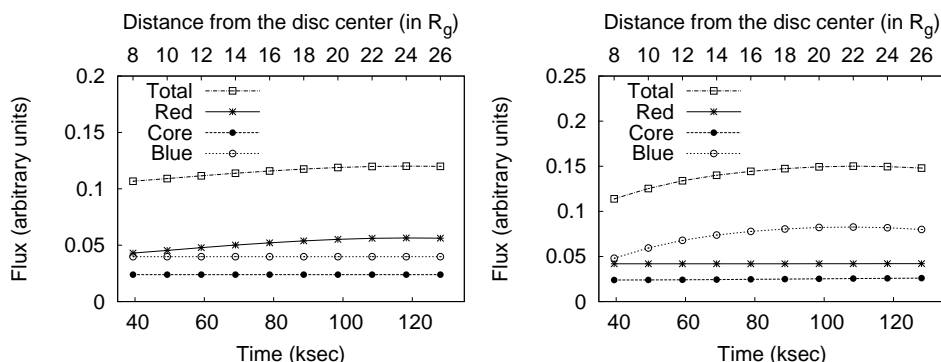 Distance from the disc center (in Rg)
8 10 12 14 16 18 20 22 24 26
0.2
0.15
0.1
0.05
0
Flux (arbitrary units)
Total
Red
Core
Blue
40 60 80 100 120
Time (ksec)
Distance from the disc center (in Rg)
8 10 12 14 16 18 20 22 24 26
0.25
0.2
0.15
0.1
0.05
0
Flux (arbitrary units)
Total
Red
Core
Blue
40 60 80 100 120
Time (ksec)